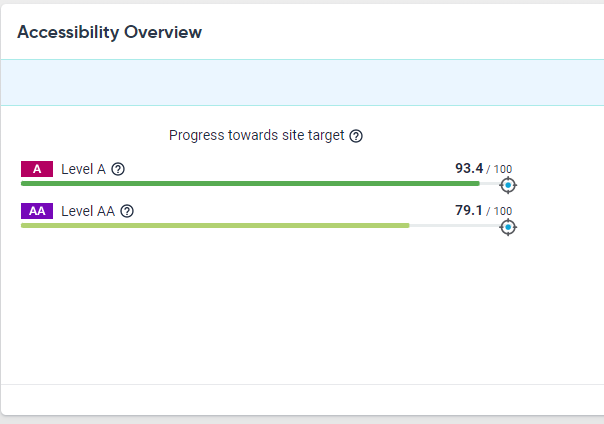 Accessibility Overview
Progress towards site target ?
A Level A ? 93.4 / 100
AA Level AA ? 79.1 / 100